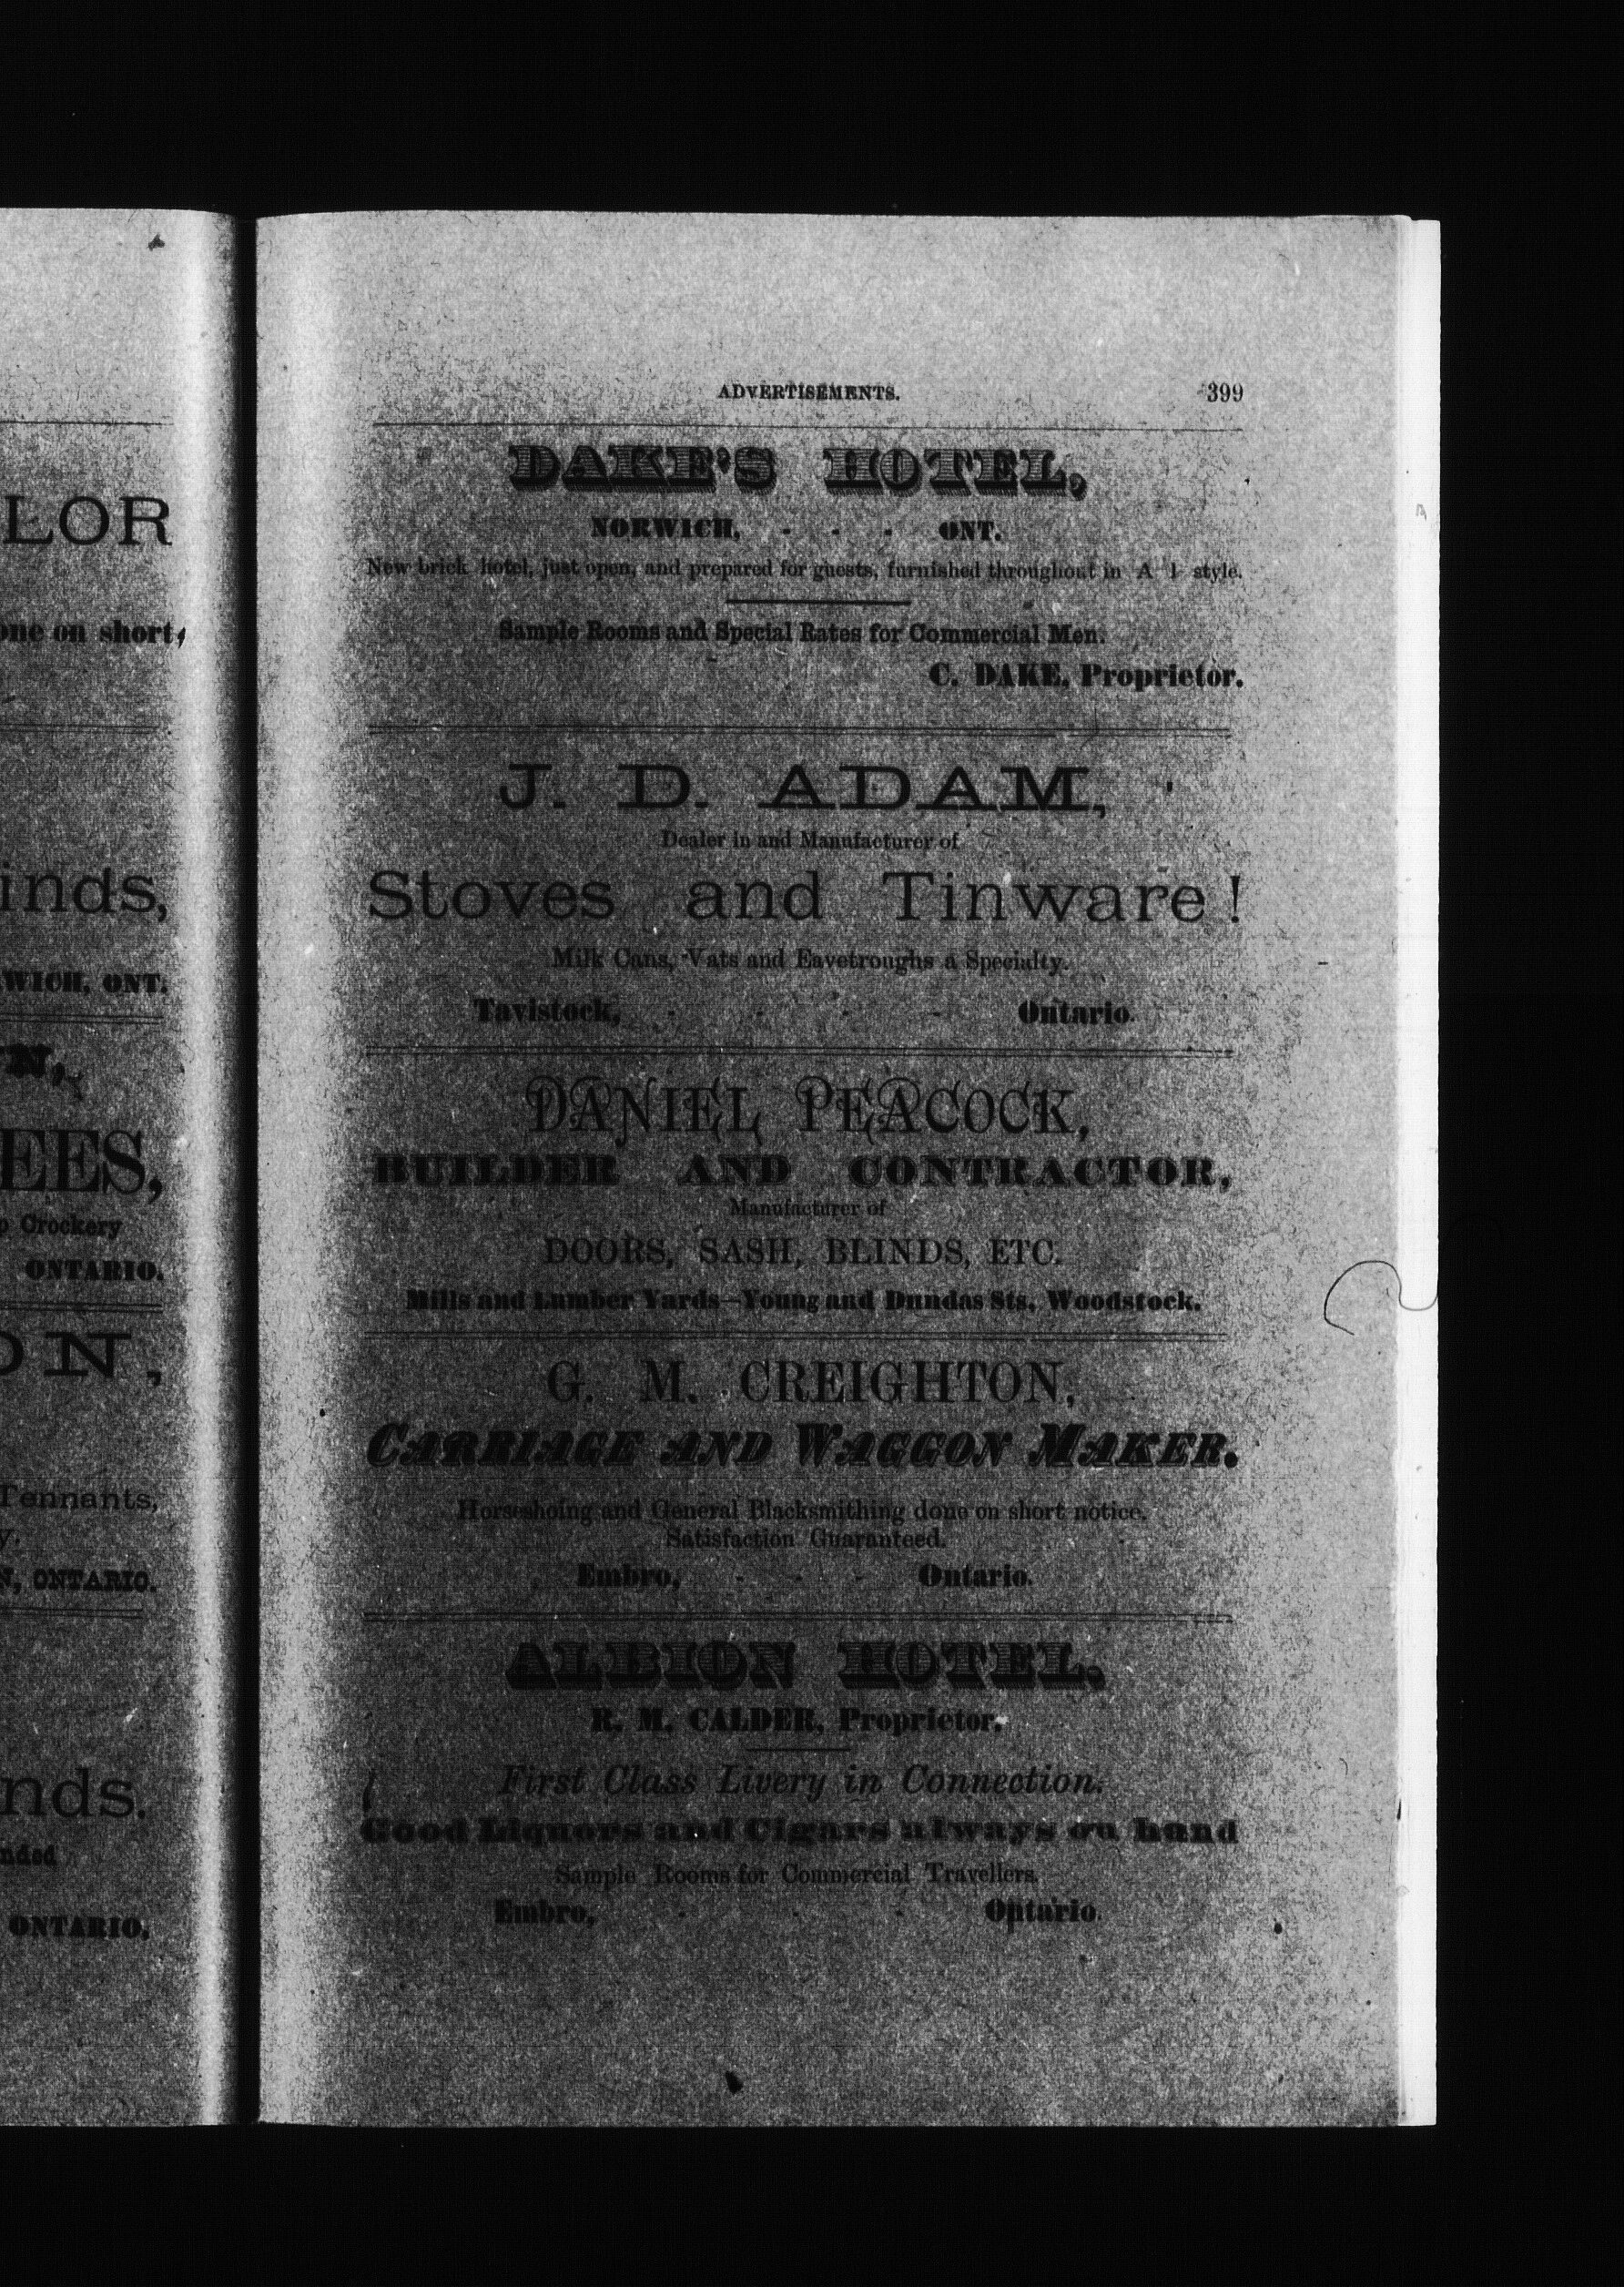 LOR
one on short,
inds,
WICH, ONT.
N,
EES,
Crockery
ONTARIO.
ON,
Tennants,
y.
N, ONTARIO.
nds.
nded
ONTARIO,
ADVERTISEMENTS. 399
DAKE'S HOTEL,
NORWICH, - - - ONT.
New brick hotel, just open, and prepared for guests, furnished throughout in A 1 style.
Sample Rooms and Special Rates for Commercial Men.
C. DAKE, Proprietor.
J. D. ADAM,
Dealer in and Manufacturer of
Stoves and Tinware!
Milk Cans, Vats and Eavetroughs a Specialty.
Tavistock, - - - - Ontario.
DANIEL PEACOCK,
BUILDER AND CONTRACTOR,
Manufacturer of
DOORS, SASH, BLINDS, ETC.
Mills and Lumber Yards—Young and Dundas Sts, Woodstock.
G. M. CREIGHTON,
CARRIAGE AND WAGGON MAKER.
Horseshoing and General Blacksmithing done on short notice.
Satisfaction Guaranteed.
Embro, - - - Ontario.
ALBION HOTEL.
R. M. CALDER, Proprietor.
First Class Livery in Connection.
Good Liquors and Cigars always on hand
Sample Rooms for Commercial Travellers.
Embro, - - - Ontario.